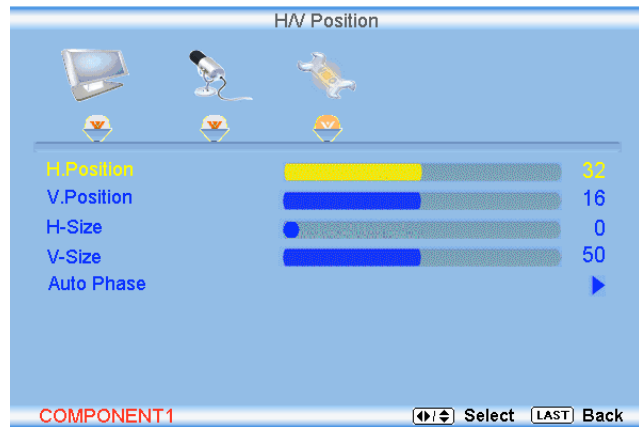 H/V Position
H.Position 32
V.Position 16
H-Size 0
V-Size 50
Auto Phase
COMPONENT1 Select LAST Back